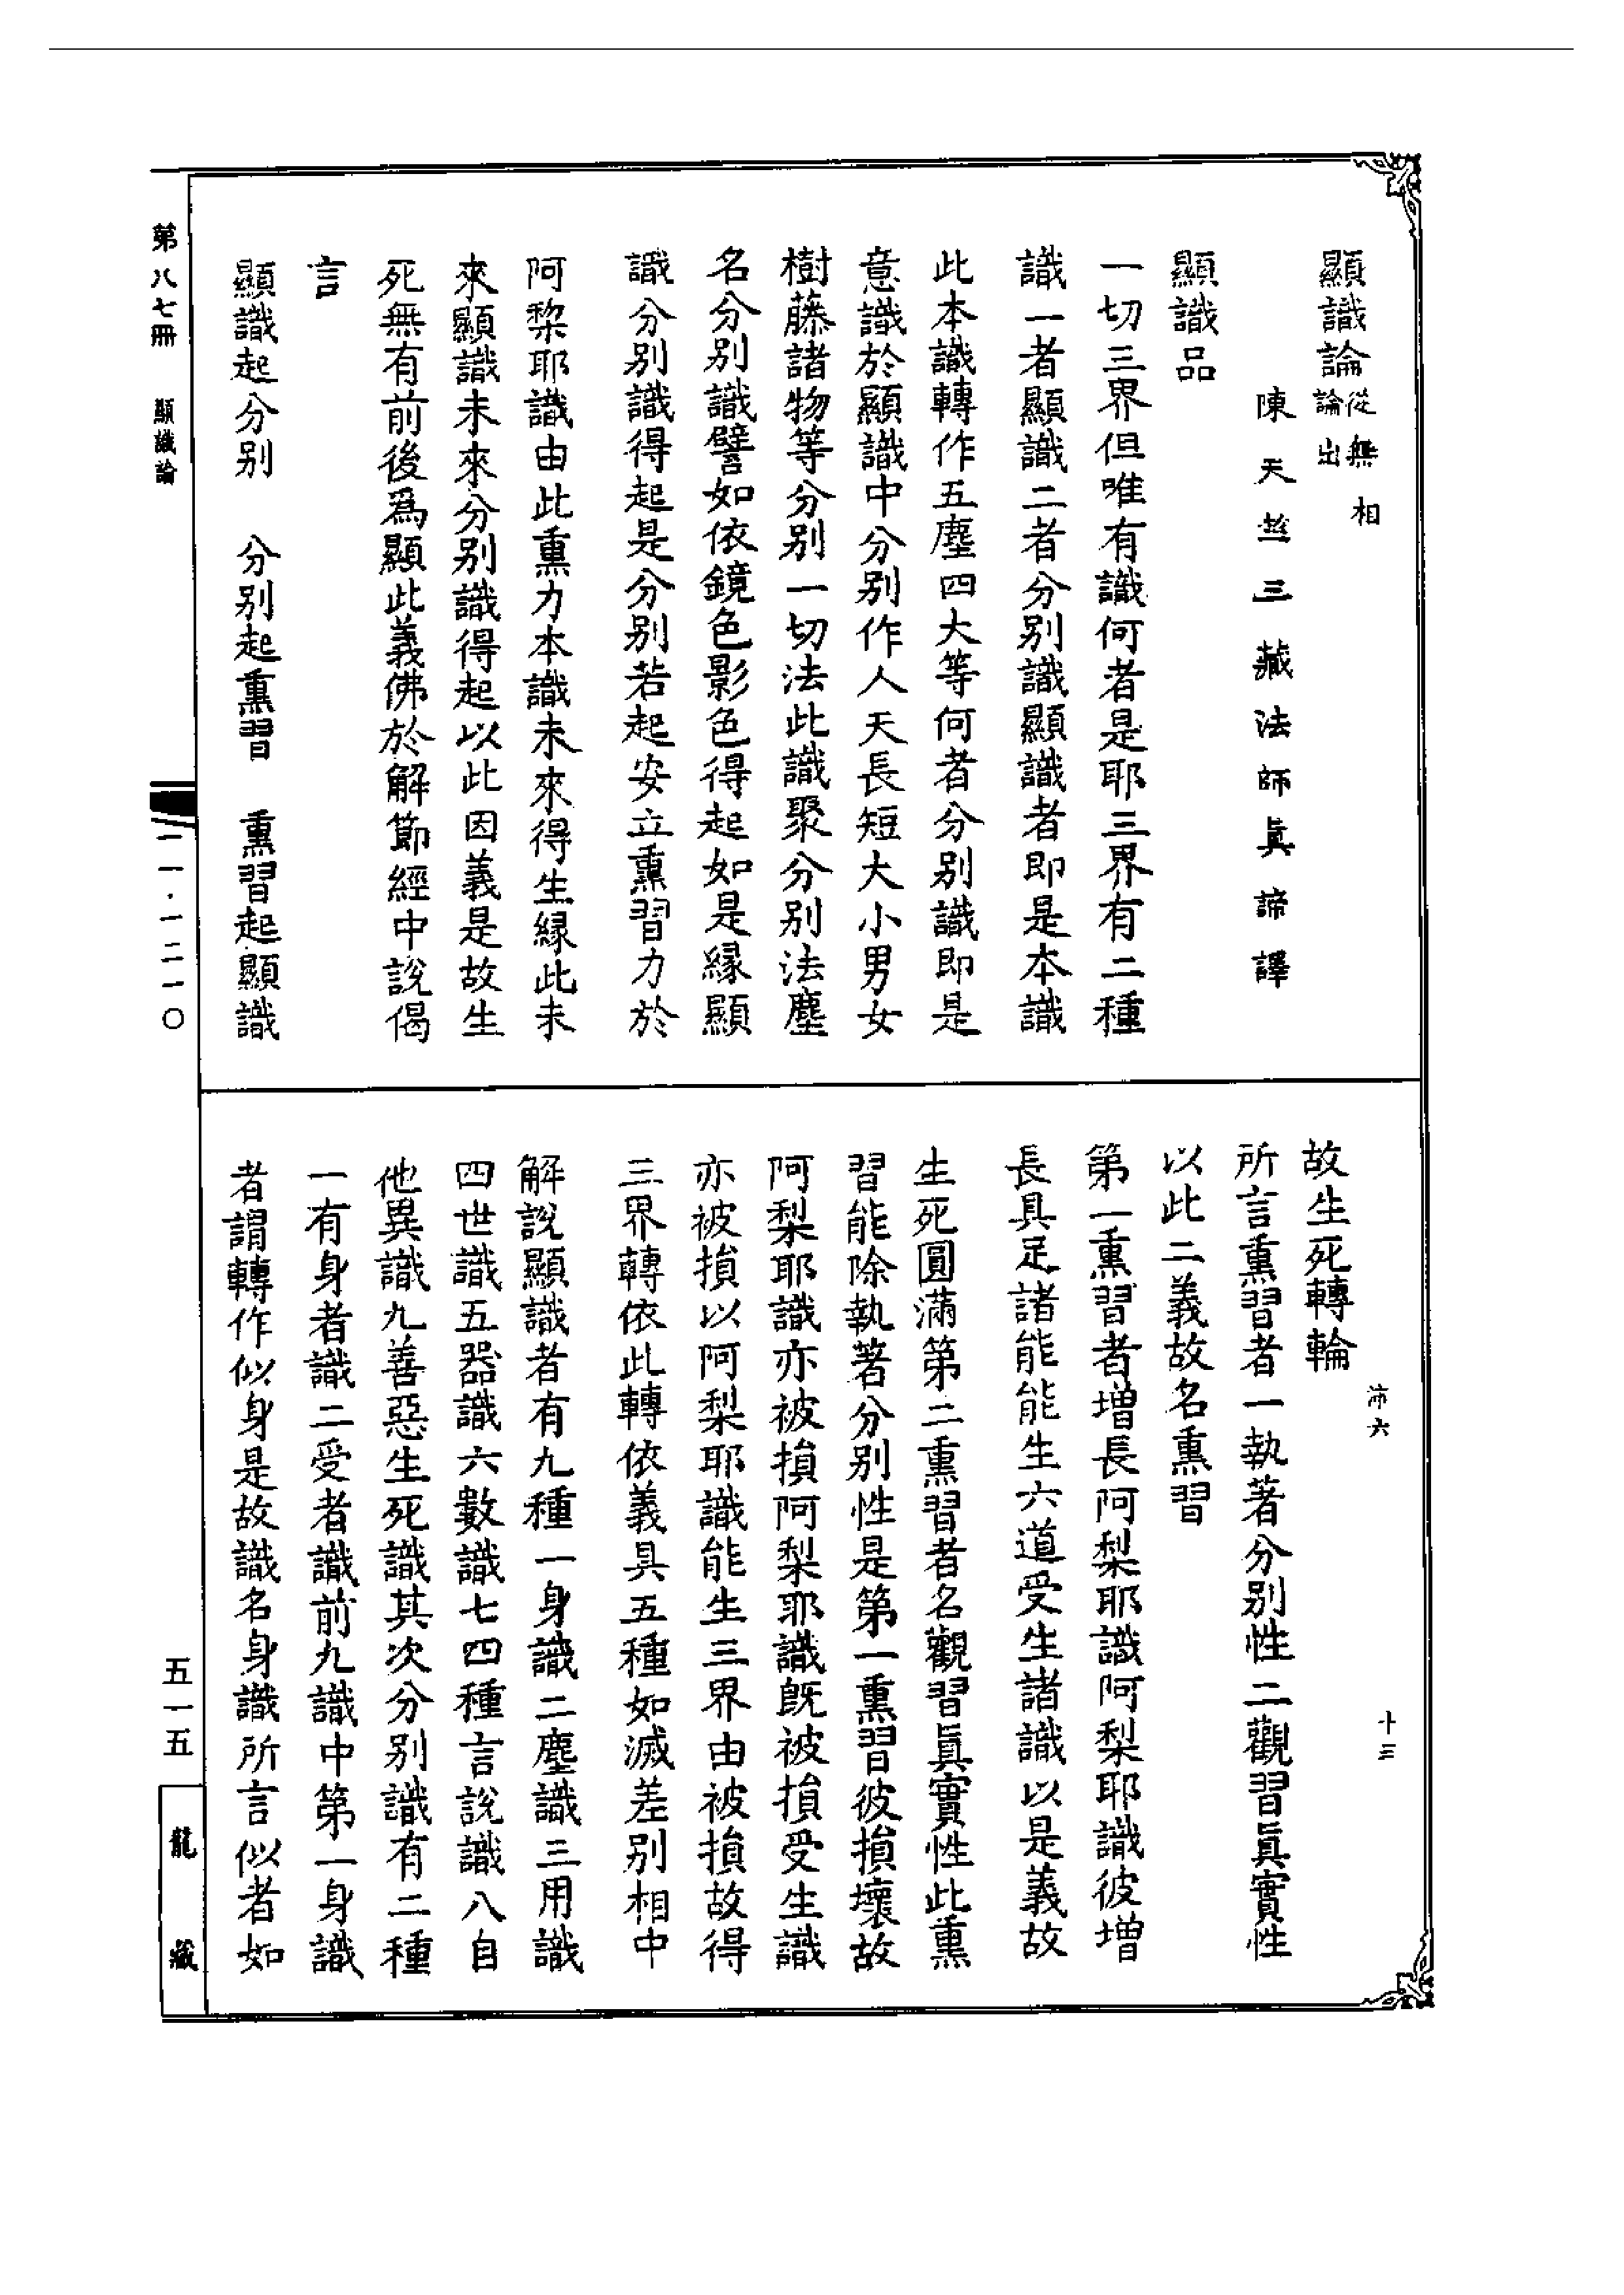 顯識論從無相論出
陳天竺三藏法師眞諦譯
顯識品
一切三界但唯有識何者是耶三界有二種
識一者顯識二者分别識顯識者即是本識
此本識轉作五塵四大等何者分别識即是
意識於顯識中分别作人天長短大小男女
樹藤諸物等分别一切法此識聚分别法塵
名分别識譬如依鏡色影色得起如是縁顯
識分别識得起是分别若起安立熏習力於
阿棃耶識由此熏力本識未來得生縁此未
來顯識未來分别識得起以此因義是故生
死無有前後爲顯此義佛於解節經中說偈
言
顯識起分别 分别起熏習 熏習起顯識
故生死轉輪
所言熏習者一執著分别性二觀習眞實性
以此二義故名熏習
第一熏習者增長阿梨耶識阿梨耶識彼增
長具足諸能能生六道受生諸識以是義故
生死圓滿第二熏習者名觀習眞實性此熏
習能除執著分别性是第一熏習彼損壞故
阿梨耶識亦被損阿梨耶識旣被損受生識
亦被損以阿梨耶識能生三界由被損故得
三界轉依此轉依義具五種如滅差别相中
解說顯識者有九種一身識二塵識三用識
四世識五器識六數識七四種言說識八自
他異識九善惡生死識其次分别識有二種
一有身者識二受者識前九識中第一身識
者謂轉作似身是故識名身識所言似者如
沛六
十三
第八七冊 顯識論
一一·一二一〇
五一五
龍藏